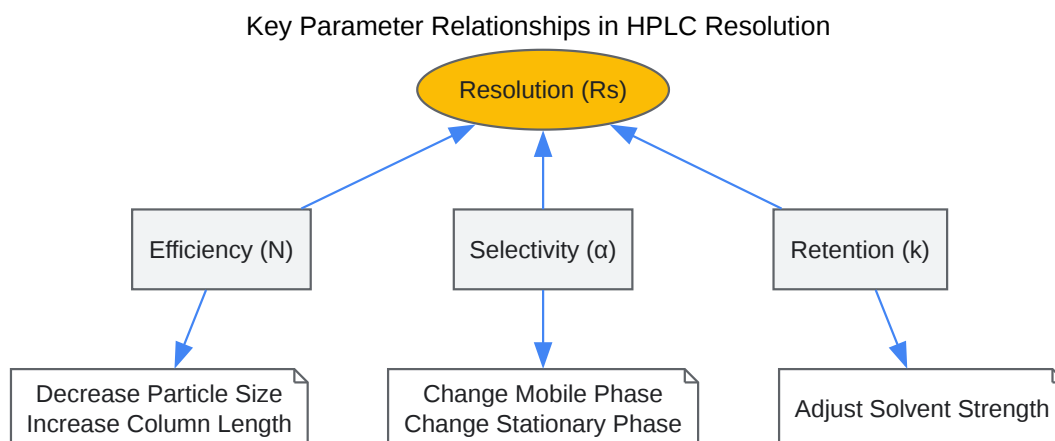 Key Parameter Relationships in HPLC Resolution
Resolution (Rs)
Efficiency (N)
Selectivity (α)
Retention (k)
Decrease Particle Size
Increase Column Length
Change Mobile Phase
Change Stationary Phase
Adjust Solvent Strength